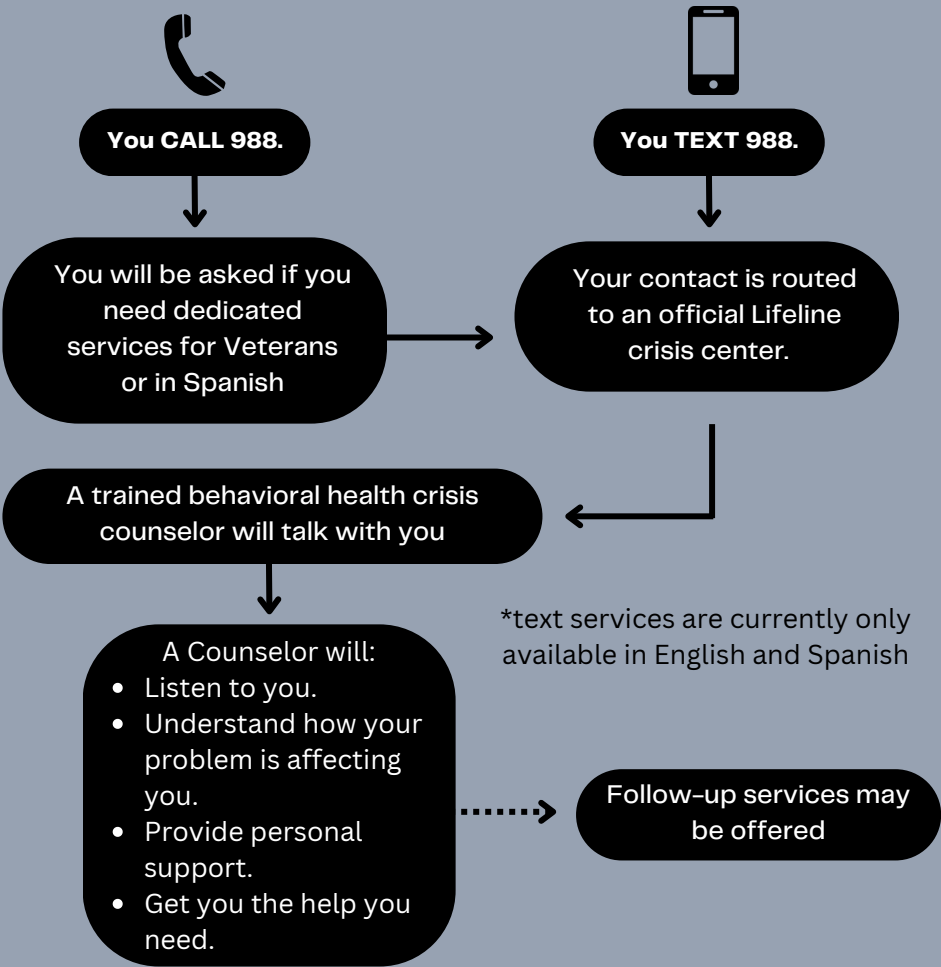 You CALL 988.
You TEXT 988.
You will be asked if you
need dedicated
services for Veterans
or in Spanish
Your contact is routed
to an official Lifeline
crisis center.
A trained behavioral health crisis
counselor will talk with you
*text services are currently only
available in English and Spanish
A Counselor will:
• Listen to you.
• Understand how your
problem is affecting
you.
• Provide personal
support.
• Get you the help you
need.
Follow-up services may
be offered